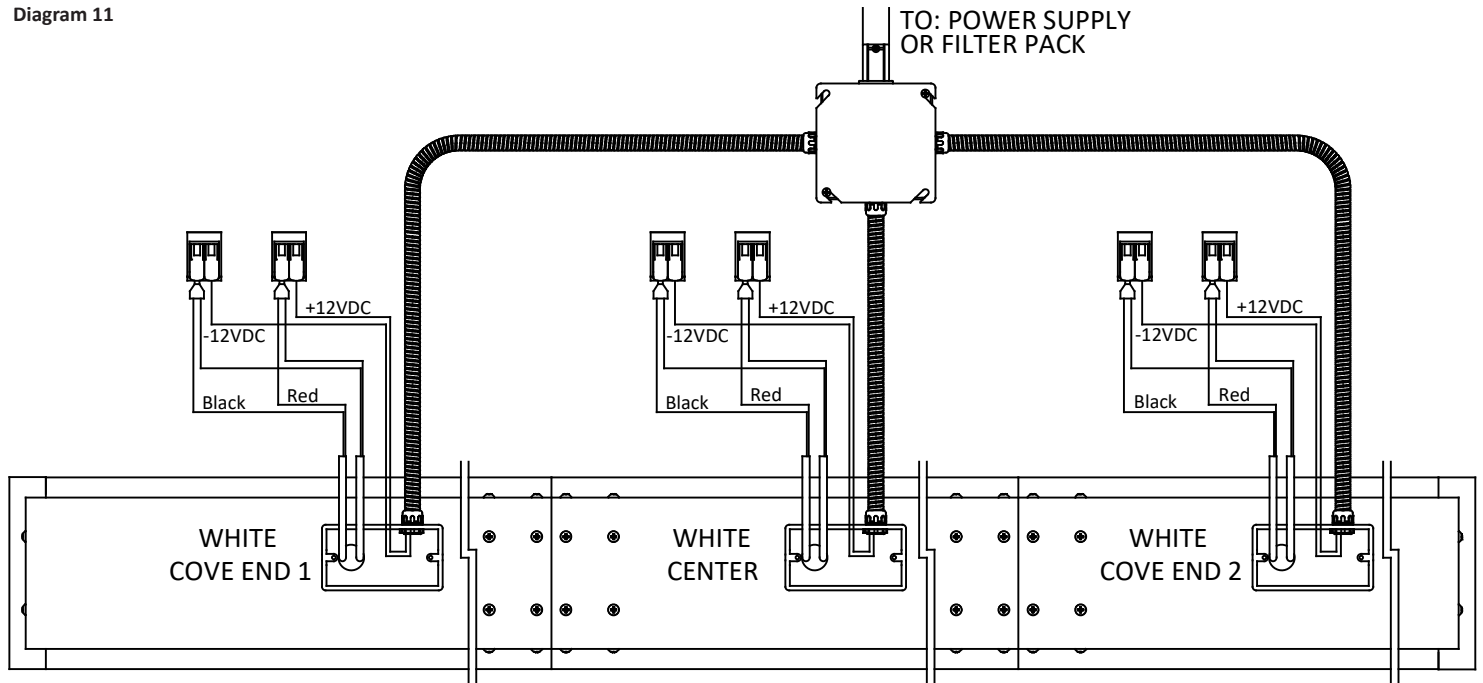 Diagram 11
TO: POWER SUPPLY
OR FILTER PACK
+12VDC
-12VDC
Black
Red
+12VDC
-12VDC
Black
Red
+12VDC
-12VDC
Black
Red
WHITE
COVE END 1
WHITE
CENTER
WHITE
COVE END 2